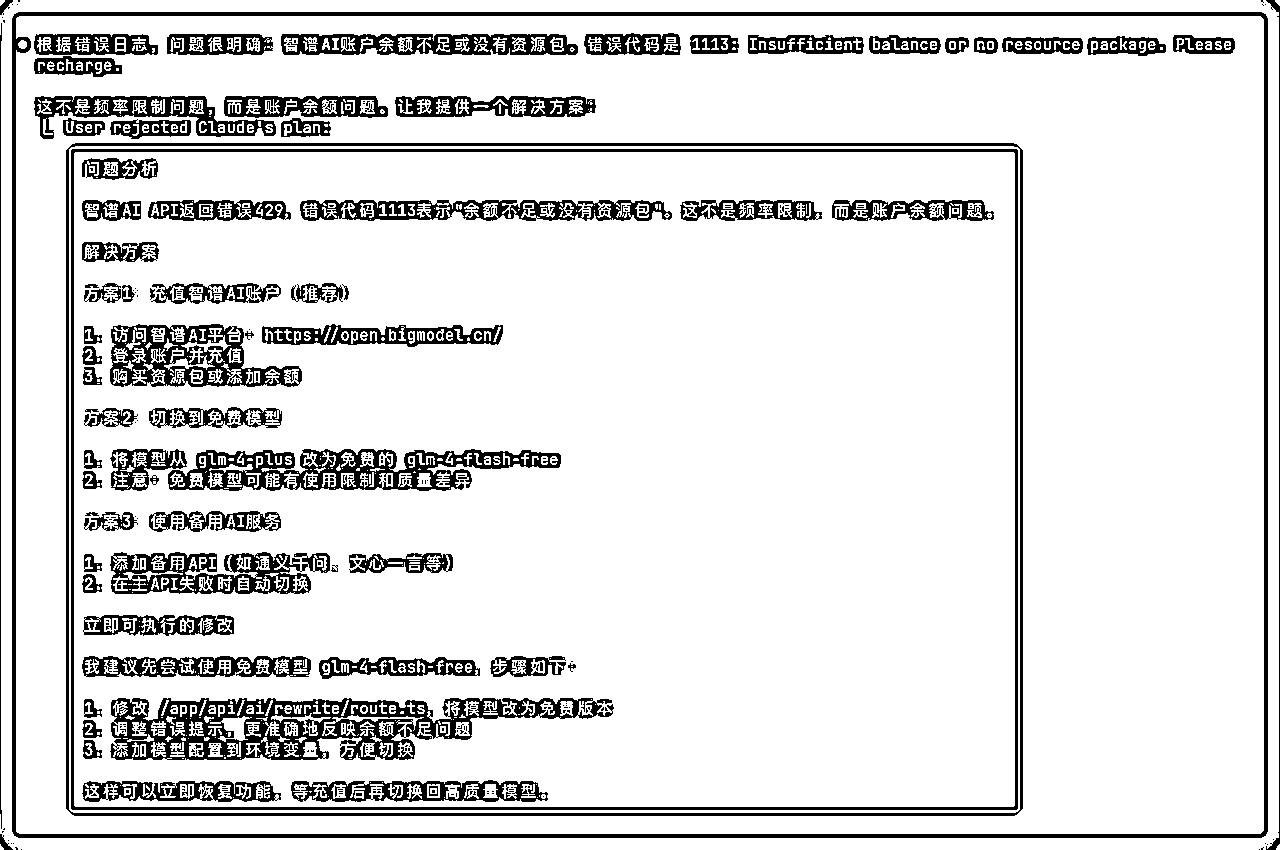 根据错误日志，问题很明确：智谱AI账户余额不足或没有资源包。错误代码是 1113: Insufficient balance or no resource package. Please
recharge.
这不是频率限制问题，而是账户余额问题。让我提供一个解决方案：
└ User rejected Claude's plan:
问题分析
智谱AI API返回错误429，错误代码1113表示"余额不足或没有资源包"。这不是频率限制，而是账户余额问题。
解决方案
方案1：充值智谱AI账户（推荐）
1. 访问智谱AI平台：https://open.bigmodel.cn/
2. 登录账户并充值
3. 购买资源包或添加余额
方案2：切换到免费模型
1. 将模型从 glm-4-plus 改为免费的 glm-4-flash-free
2. 注意：免费模型可能有使用限制和质量差异
方案3：使用备用AI服务
1. 添加备用API（如通义千问、文心一言等）
2. 在主API失败时自动切换
立即可执行的修改
我建议先尝试使用免费模型 glm-4-flash-free，步骤如下：
1. 修改 /app/api/ai/rewrite/route.ts，将模型改为免费版本
2. 调整错误提示，更准确地反映余额不足问题
3. 添加模型配置到环境变量，方便切换
这样可以立即恢复功能，等充值后再切换回高质量模型。